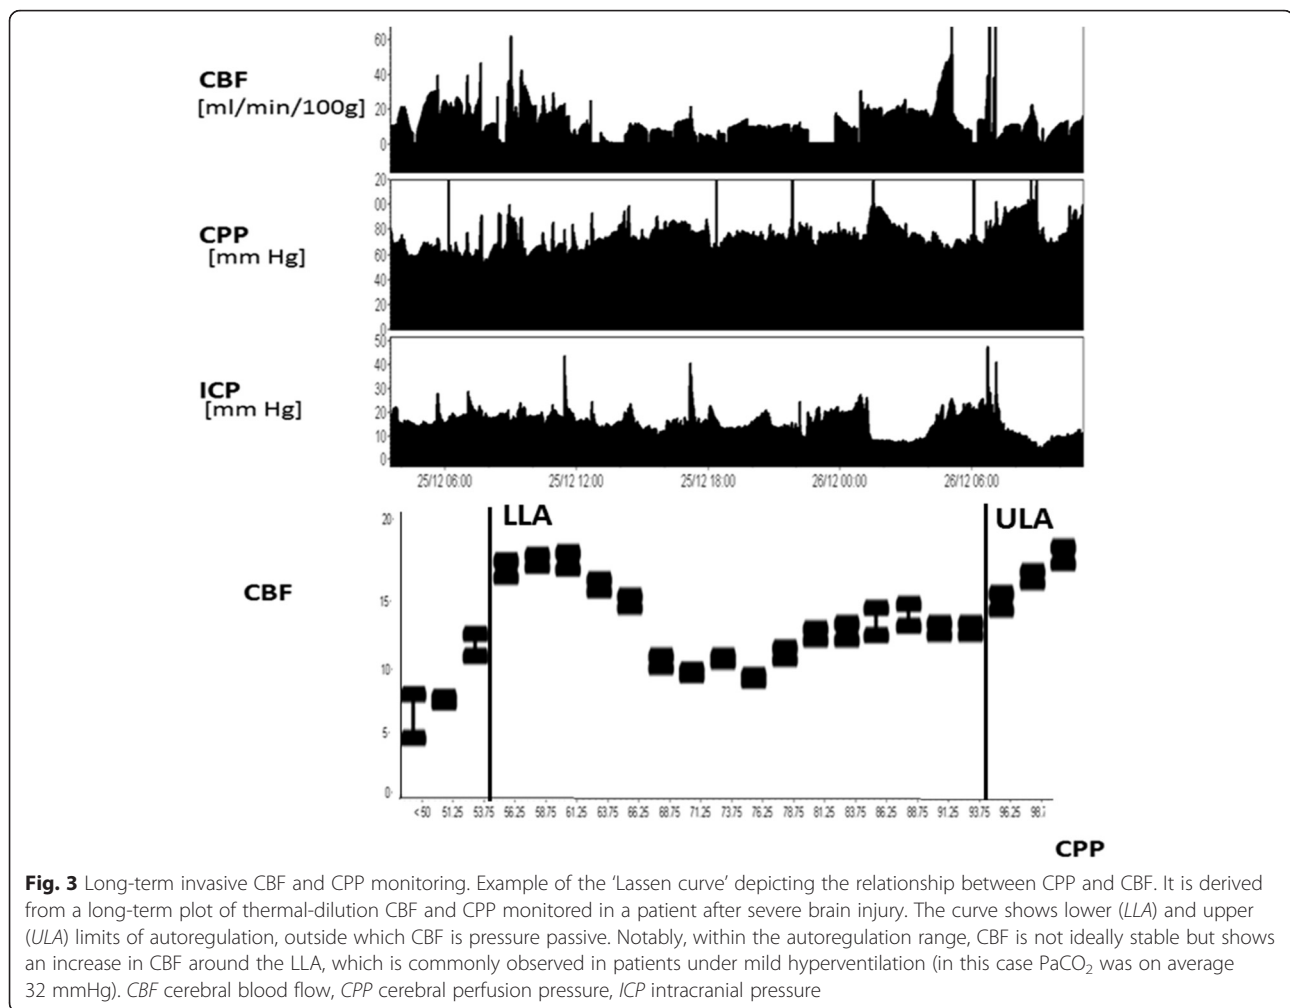 60
40
CBF
[ml/min/100g]
20
0
20
00
80
CPP
60
[mm Hg]
40
20
0
50
40
30
ICP
20
[mm Hg]
10
0
25/12 06:00 25/12 12:00 25/12 18:00 26/12 00:00 26/12 06:00
20 LLA ULA
CBF
15
10
5
0
<50 51.25 53.75 56.25 58.75 61.25 63.75 66.25 68.75 71.25 73.75 76.25 78.75 81.25 83.75 86.25 88.75 91.25 93.75 96.25 98.7
CPP
Fig. 3 Long-term invasive CBF and CPP monitoring. Example of the ‘Lassen curve’ depicting the relationship between CPP and CBF. It is derived
from a long-term plot of thermal-dilution CBF and CPP monitored in a patient after severe brain injury. The curve shows lower (LLA) and upper
(ULA) limits of autoregulation, outside which CBF is pressure passive. Notably, within the autoregulation range, CBF is not ideally stable but shows
an increase in CBF around the LLA, which is commonly observed in patients under mild hyperventilation (in this case PaCO₂ was on average
32 mmHg). CBF cerebral blood flow, CPP cerebral perfusion pressure, ICP intracranial pressure